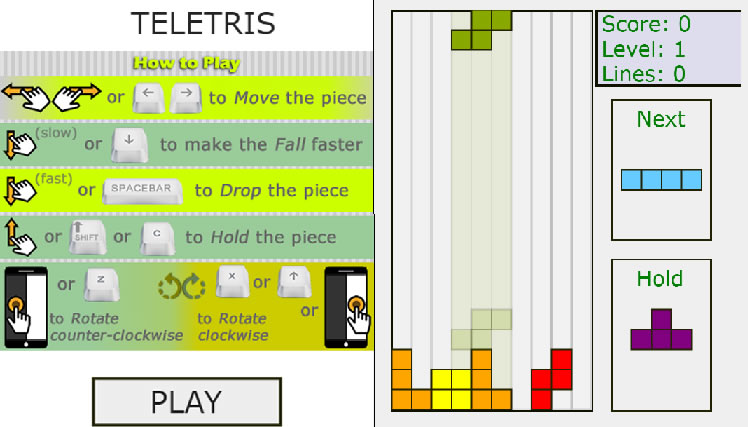 TELETRIS
How to Play
or ← → to Move the piece
(slow) or ↓ to make the Fall faster
(fast) or SPACEBAR to Drop the piece
or ↑ SHIFT or C to Hold the piece
or Z
to Rotate
counter-clockwise
X or ↑
or
to Rotate
clockwise
PLAY
Score: 0
Level: 1
Lines: 0
Next
Hold